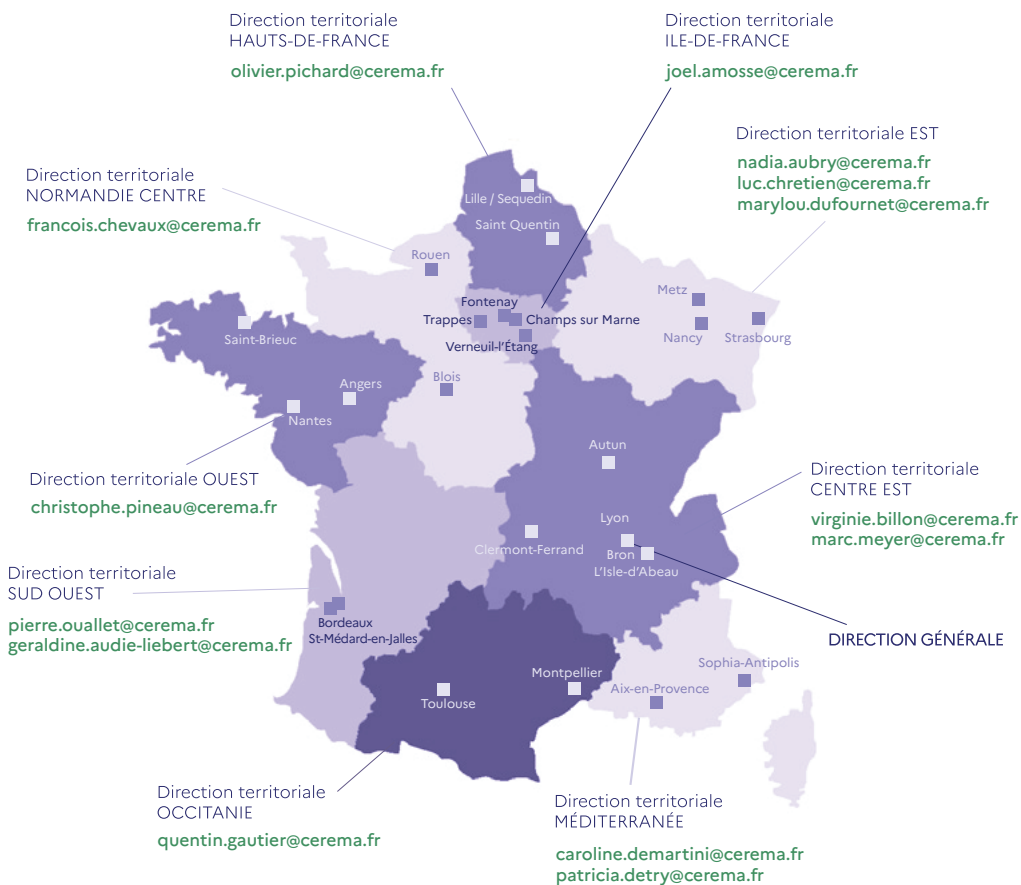 Direction territoriale
HAUTS-DE-FRANCE
olivier.pichard@cerema.fr
Direction territoriale
ILE-DE-FRANCE
joel.amosse@cerema.fr
Direction territoriale EST
nadia.aubry@cerema.fr
luc.chretien@cerema.fr
marylou.dufournet@cerema.fr
Direction territoriale
NORMANDIE CENTRE
francois.chevaux@cerema.fr
Lille / Sequedin
Saint Quentin
Rouen
Metz
Fontenay
Trappes
Champs sur Marne
Verneuil-l'Étang
Nancy
Strasbourg
Saint-Brieuc
Blois
Angers
Nantes
Autun
Direction territoriale OUEST
christophe.pineau@cerema.fr
Direction territoriale
CENTRE EST
virginie.billon@cerema.fr
marc.meyer@cerema.fr
Lyon
Clermont-Ferrand
Bron
L'Isle-d'Abeau
Direction territoriale
SUD OUEST
pierre.ouallet@cerema.fr
geraldine.audie-liebert@cerema.fr
Bordeaux
St-Médard-en-Jalles
DIRECTION GÉNÉRALE
Sophia-Antipolis
Montpellier
Aix-en-Provence
Toulouse
Direction territoriale
OCCITANIE
quentin.gautier@cerema.fr
Direction territoriale
MÉDITERRANÉE
caroline.demartini@cerema.fr
patricia.detry@cerema.fr